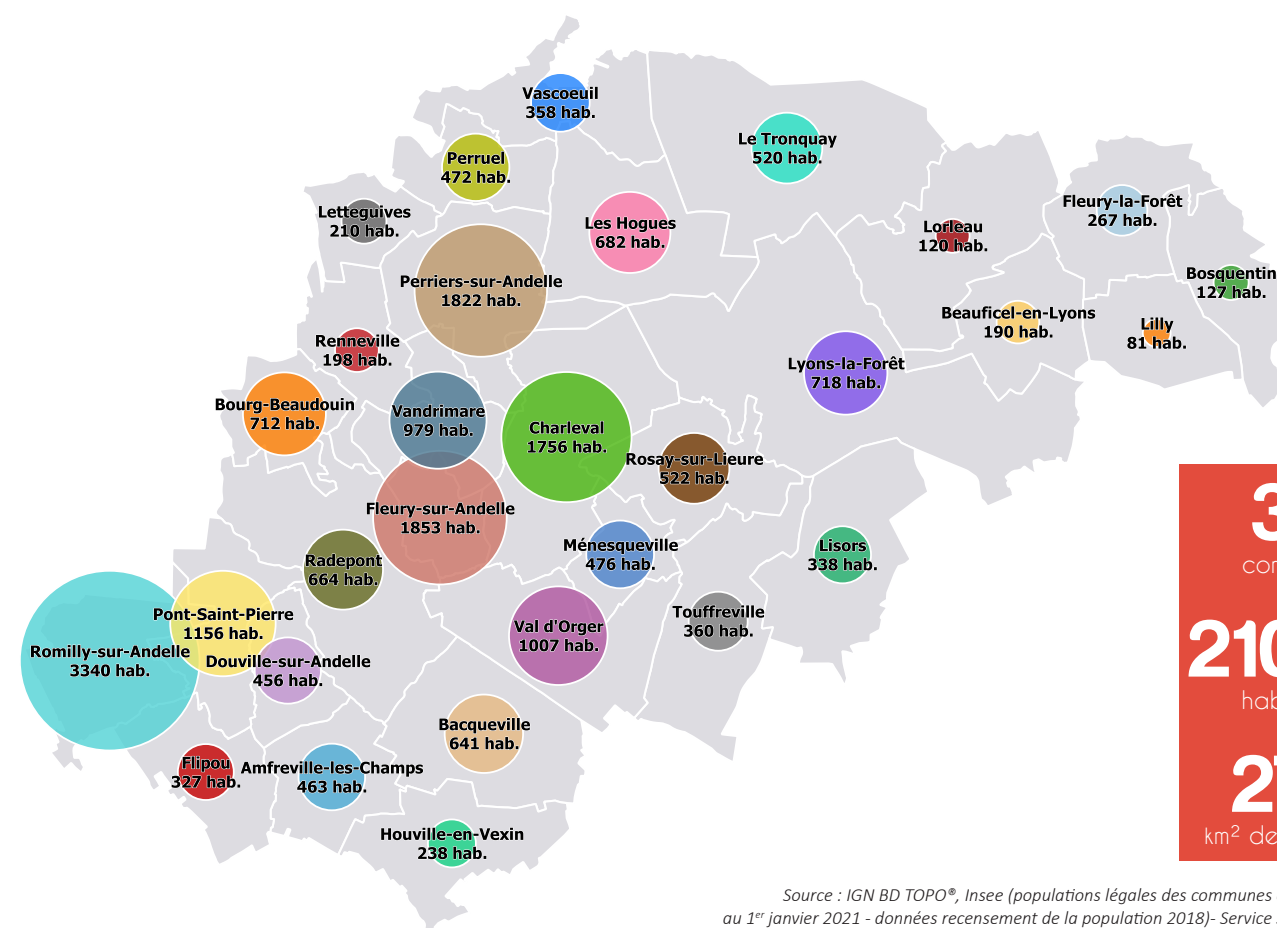 Vascoeuil
358 hab.
Le Tronquay
520 hab.
Perruel
472 hab.
Fleury-la-Forêt
267 hab.
Letteguives
210 hab.
Les Hogues
682 hab.
Lorleau
120 hab.
Bosquentin
127 hab.
Perriers-sur-Andelle
1822 hab.
Beauficel-en-Lyons
190 hab.
Lilly
81 hab.
Renneville
198 hab.
Lyons-la-Forêt
718 hab.
Bourg-Beaudouin
712 hab.
Vandrimare
979 hab.
Charleval
1756 hab.
Rosay-sur-Lieure
522 hab.
Fleury-sur-Andelle
1853 hab.
Ménesqueville
476 hab.
Lisors
338 hab.
Radepont
664 hab.
Pont-Saint-Pierre
1156 hab.
Val d'Orger
1007 hab.
Touffreville
360 hab.
Romilly-sur-Andelle
3340 hab.
Douville-sur-Andelle
456 hab.
Bacqueville
641 hab.
Flipou
327 hab.
Amfreville-les-Champs
463 hab.
Houville-en-Vexin
238 hab.
210
km² de
Source : IGN BD TOPO®, Insee (populations légales des communes
au 1er janvier 2021 - données recensement de la population 2018)- Service